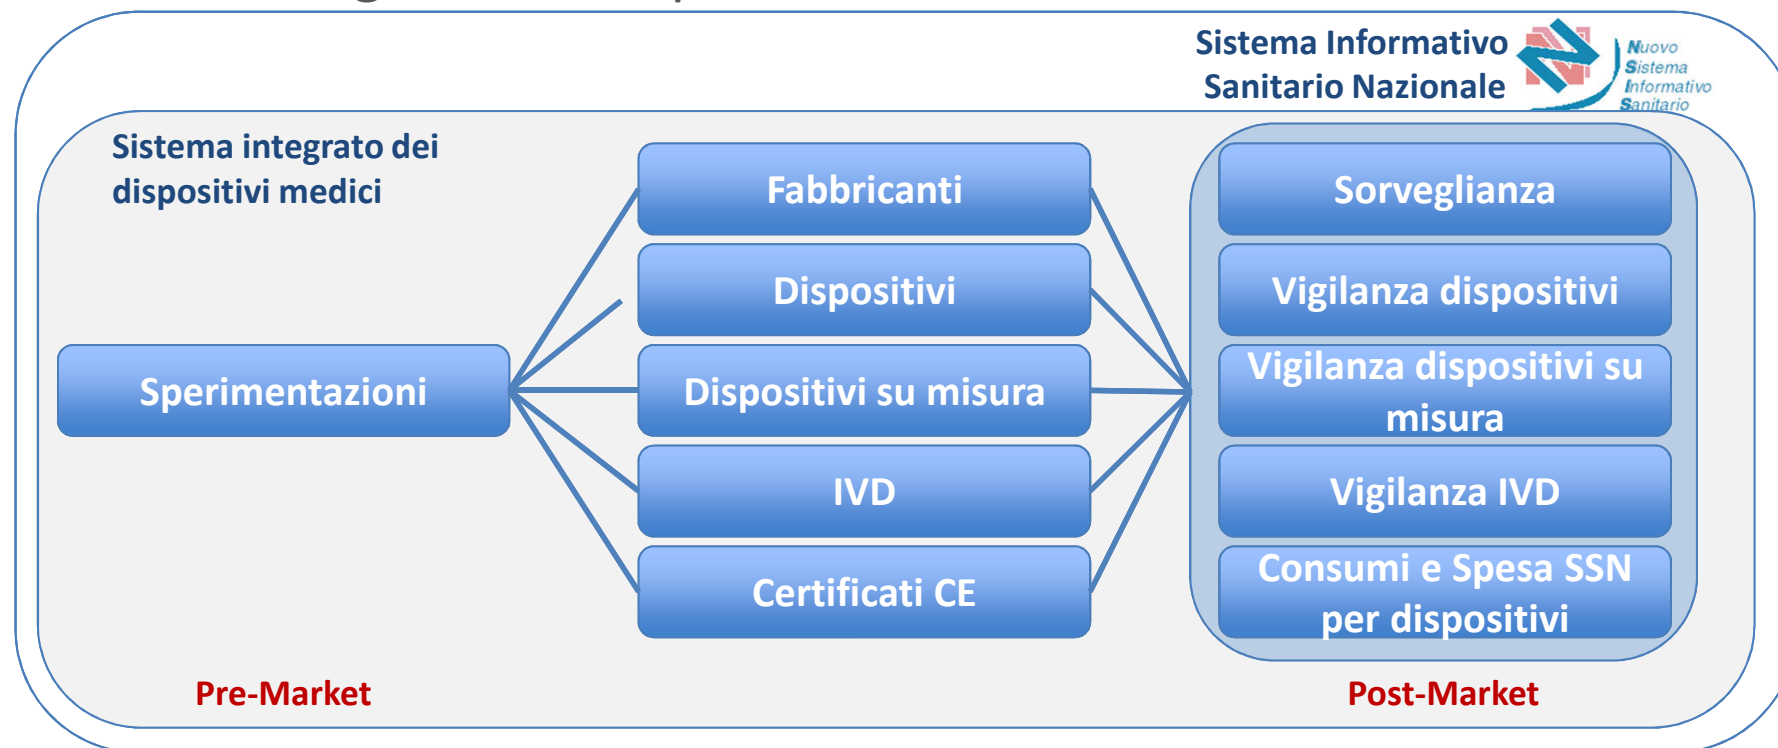 Sistema Informativo
Sanitario Nazionale
Nuovo
Sistema
Informativo
Sanitario
Sistema integrato dei
dispositivi medici
Fabbricanti
Sorveglianza
Dispositivi
Vigilanza dispositivi
Sperimentazioni
Dispositivi su misura
Vigilanza dispositivi su
misura
IVD
Vigilanza IVD
Certificati CE
Consumi e Spesa SSN
per dispositivi
Pre-Market
Post-Market